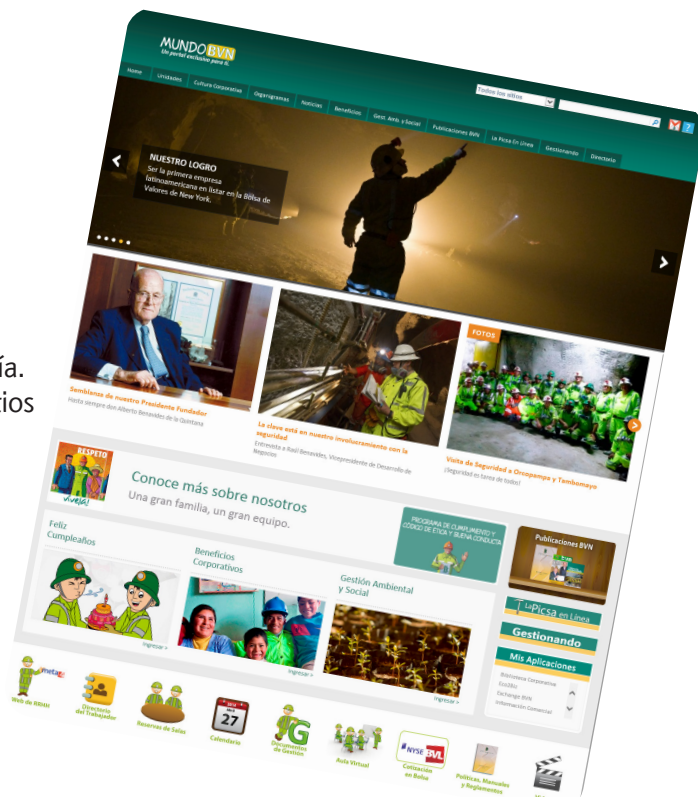 MUNDO BVN
Un portal exclusivo para ti.
Todos los sitios
Home
Unidades
Cultura Corporativa
Organigramas
Noticias
Beneficios
Gest. Amb. y Social
Publicaciones BVN
La Picsa En Línea
Gestionando
Directorio
NUESTRO LOGRO
Ser la primera empresa
latinoamericana en listar en la Bolsa de
Valores de New York.
ía.
ios
Semblanza de nuestro Presidente Fundador
Hasta siempre don Alberto Benavides de la Quintana
La clave está en nuestro involucramiento con la
seguridad
Entrevista a Raúl Benavides, Vicepresidente de Desarrollo de
Negocios
FOTOS
Visita de Seguridad a Orcopampa y Tambomayo
¡Seguridad es tarea de todos!
RESPETO
vívelo!
Conoce más sobre nosotros
Una gran familia, un gran equipo.
PROGRAMA DE CUMPLIMIENTO Y
CÓDIGO DE ÉTICA Y BUENA CONDUCTA
Publicaciones BVN
Feliz
Cumpleaños
Ingresar >
Beneficios
Corporativos
Ingresar >
Gestión Ambiental
y Social
Ingresar >
La Picsa en Línea
Gestionando
Mis Aplicaciones
Biblioteca Corporativa
Exchange BVN
Información Comercial
Web de RRHH
Directorio
del Trabajador
Reservas de Salas
27
Calendario
Documentos
de Gestión
Aula Virtual
NYSE BVL
Cotización
en Bolsa
Políticas, Manuales
y Reglamentos